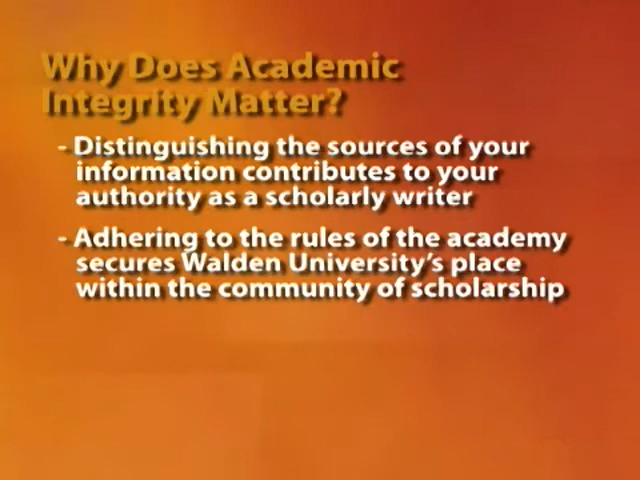 Why Does Academic
Integrity Matter?
- Distinguishing the sources of your
information contributes to your
authority as a scholarly writer
- Adhering to the rules of the academy
secures Walden University's place
within the community of scholarship